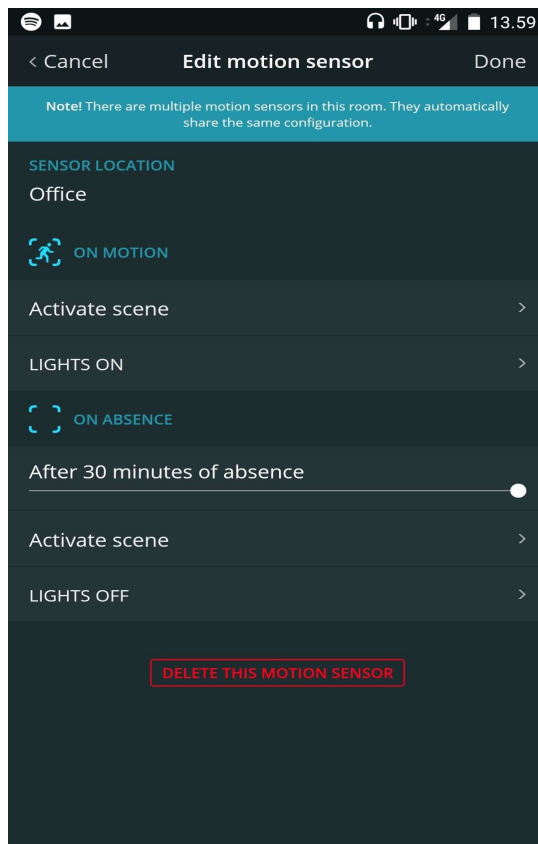 4G 13.59
< Cancel Edit motion sensor Done
Note! There are multiple motion sensors in this room. They automatically
share the same configuration.
SENSOR LOCATION
Office
ON MOTION
Activate scene >
LIGHTS ON >
ON ABSENCE
After 30 minutes of absence
Activate scene >
LIGHTS OFF >
DELETE THIS MOTION SENSOR